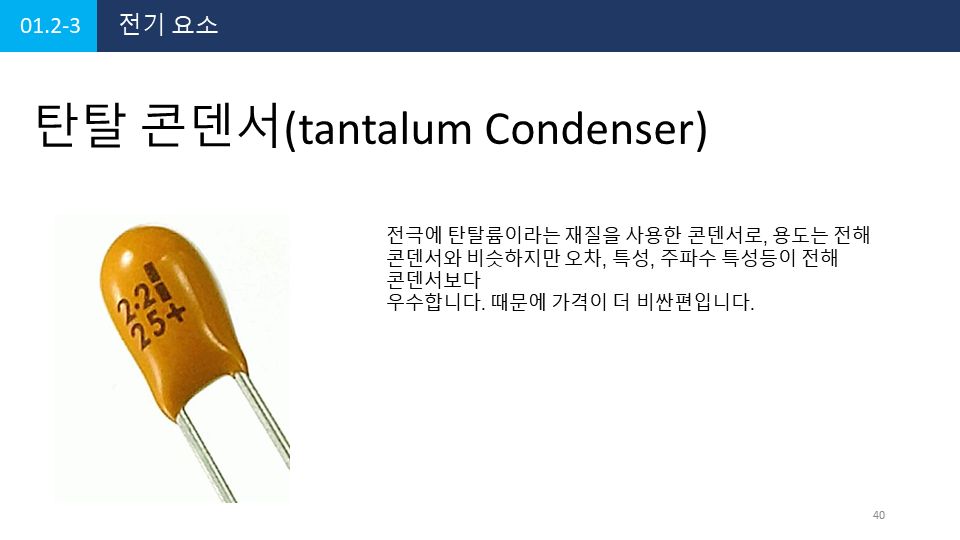 01.2-3 전기 요소
탄탈 콘덴서(tantalum Condenser)
전극에 탄탈륨이라는 재질을 사용한 콘덴서로, 용도는 전해
콘덴서와 비슷하지만 오차, 특성, 주파수 특성등이 전해
콘덴서보다
우수합니다. 때문에 가격이 더 비싼편입니다.
2.2
25+
40